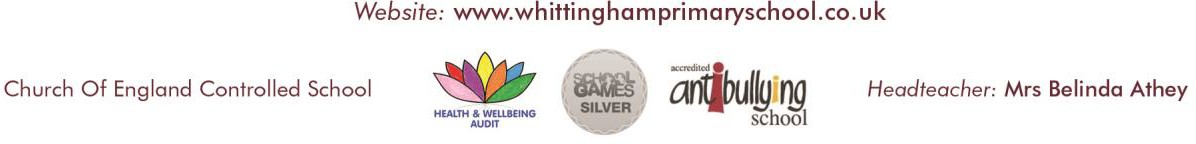 Website: www.whittinghamprimaryschool.co.uk
Church Of England Controlled School
HEALTH & WELLBEING
AUDIT
SCHOOL
GAMES
SILVER
accredited
antibullying
school
Headteacher: Mrs Belinda Athey